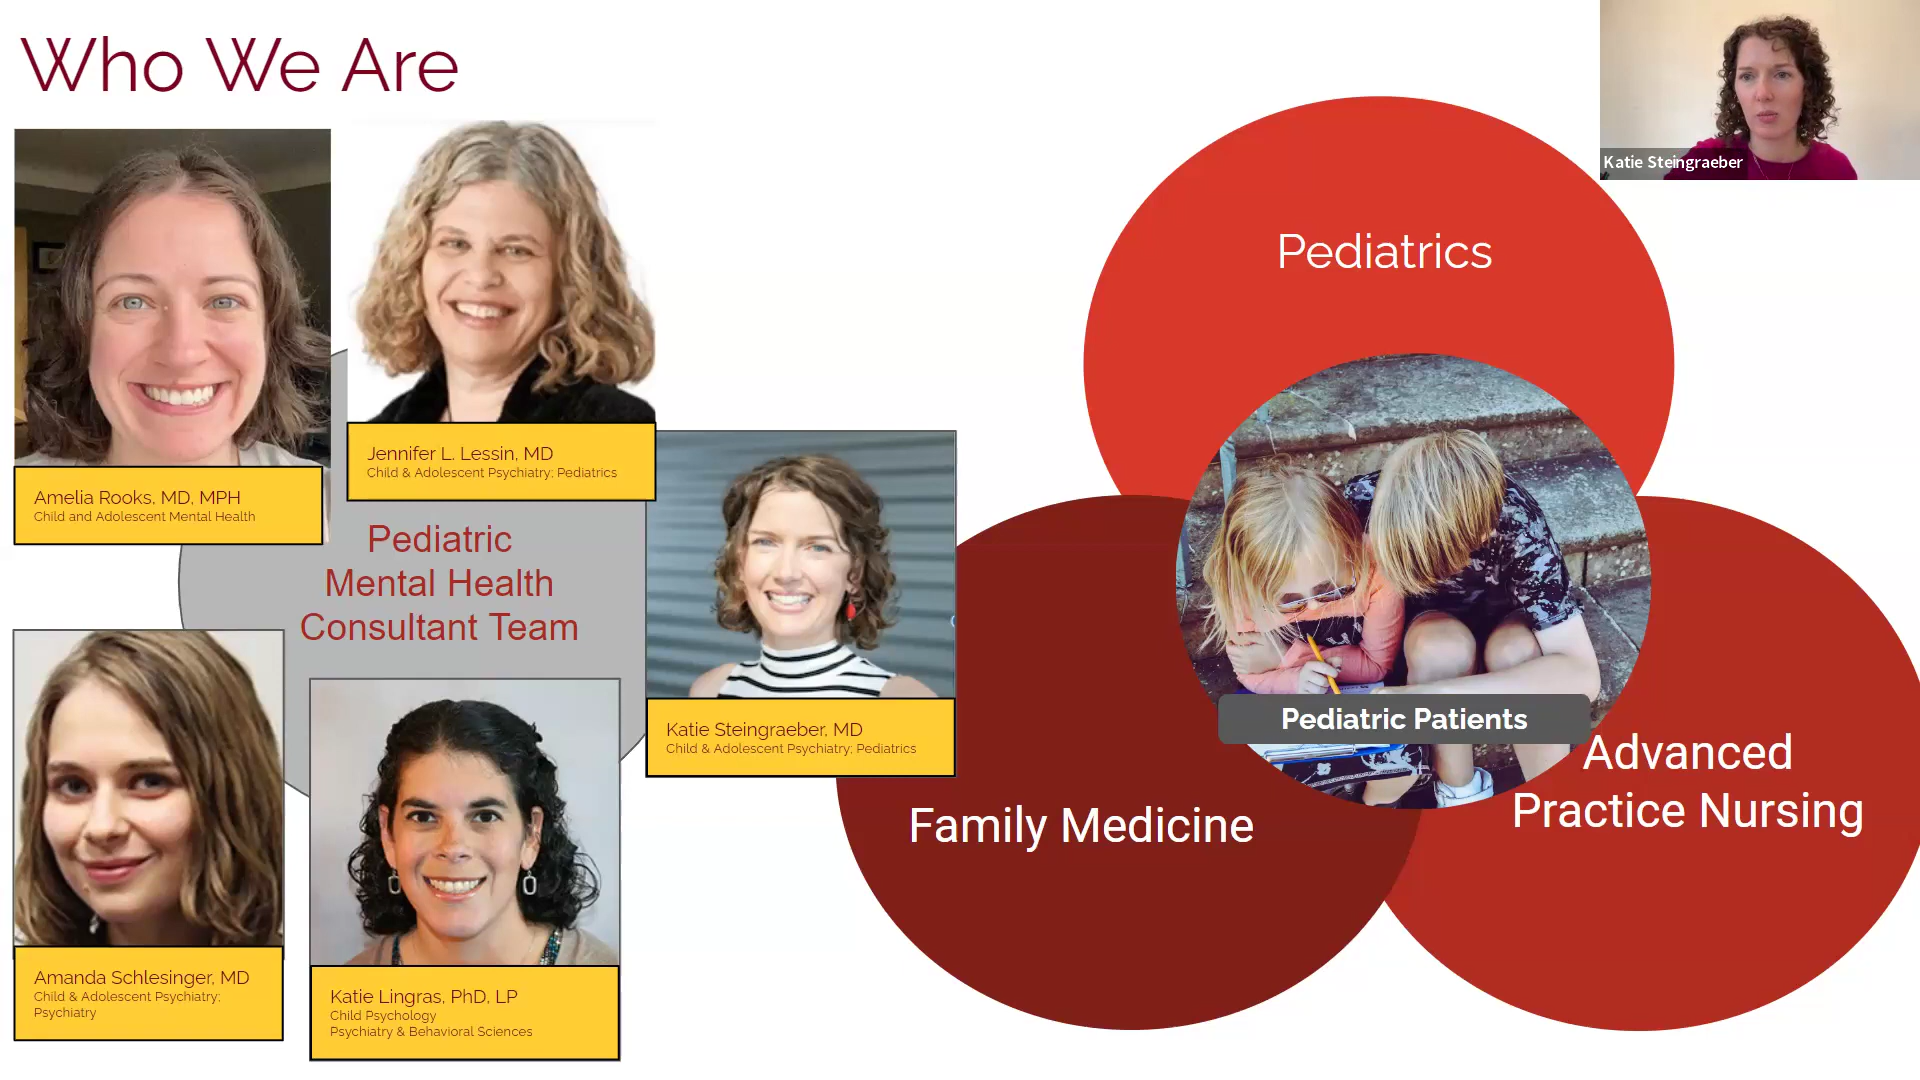 Who We Are
Katie Steingraeber
Amelia Rooks, MD, MPH
Child and Adolescent Mental Health
Jennifer L. Lessin, MD
Child & Adolescent Psychiatry; Pediatrics
Pediatric
Mental Health
Consultant Team
Katie Steingraeber, MD
Child & Adolescent Psychiatry; Pediatrics
Amanda Schlesinger, MD
Child & Adolescent Psychiatry;
Psychiatry
Katie Lingras, PhD, LP
Child Psychology
Psychiatry & Behavioral Sciences
Pediatrics
Pediatric Patients
Family Medicine
Advanced
Practice Nursing